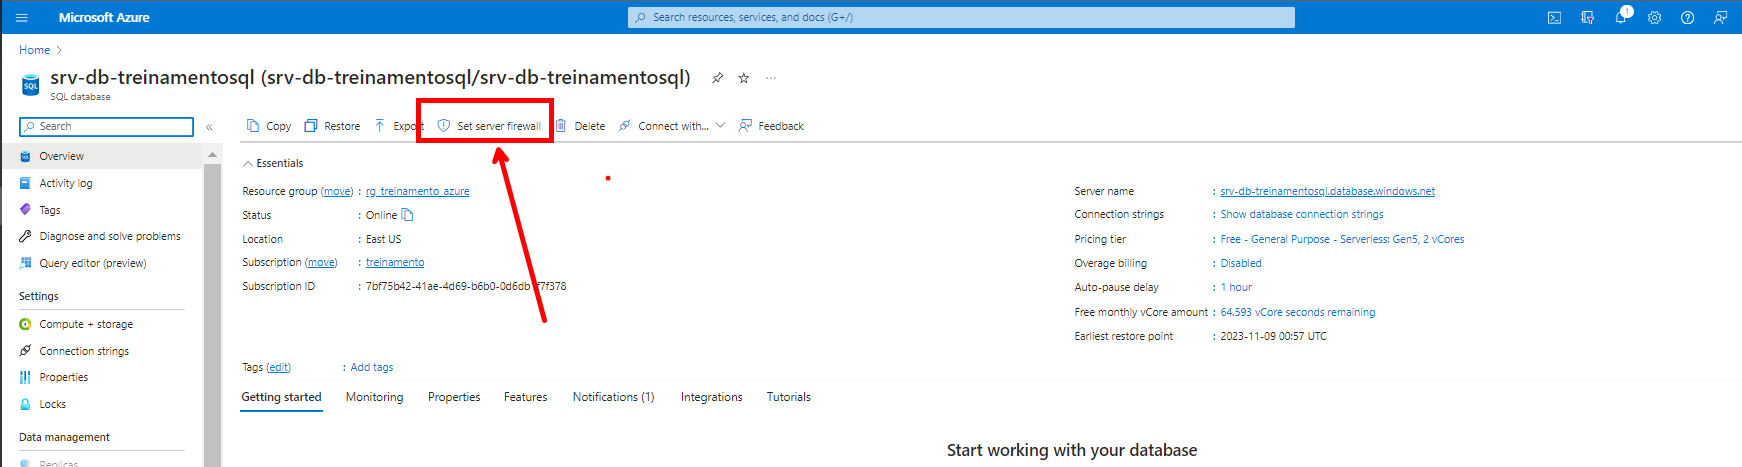 Microsoft Azure
Search resources, services, and docs (G+/)
1
Home >
srv-db-treinamentosql (srv-db-treinamentosql/srv-db-treinamentosql)
SQL
SQL database
Search
Copy
Restore
Export
Set server firewall
Delete
Connect with...
Feedback
Overview
Activity log
Tags
Diagnose and solve problems
Query editor (preview)
Settings
Compute + storage
Connection strings
Properties
Locks
Data management
Replicas
Essentials
Resource group (move) : rg_treinamento_azure
Status : Online
Location : East US
Subscription (move) : treinamento
Subscription ID : 7bf75b42-41ae-4d69-b6b0-0d6db f7f378
Server name : srv-db-treinamentosql.database.windows.net
Connection strings : Show database connection strings
Pricing tier : Free - General Purpose - Serverless: Gen5, 2 vCores
Overage billing : Disabled
Auto-pause delay : 1 hour
Free monthly vCore amount : 64,593 vCore seconds remaining
Earliest restore point : 2023-11-09 00:57 UTC
Tags (edit) : Add tags
Getting started
Monitoring
Properties
Features
Notifications (1)
Integrations
Tutorials
Start working with your database